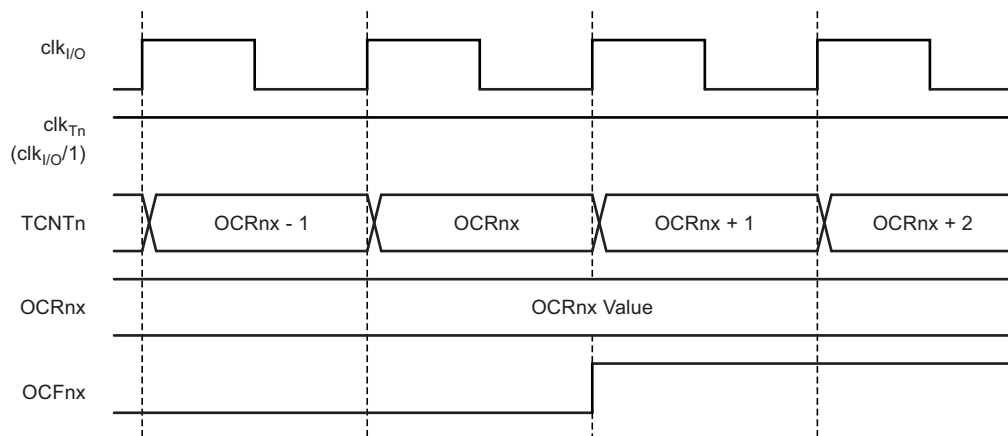 clkI/O
clkTn
(clkI/O/1)
TCNTn OCRnx - 1 OCRnx OCRnx + 1 OCRnx + 2
OCRnx OCRnx Value
OCFnx